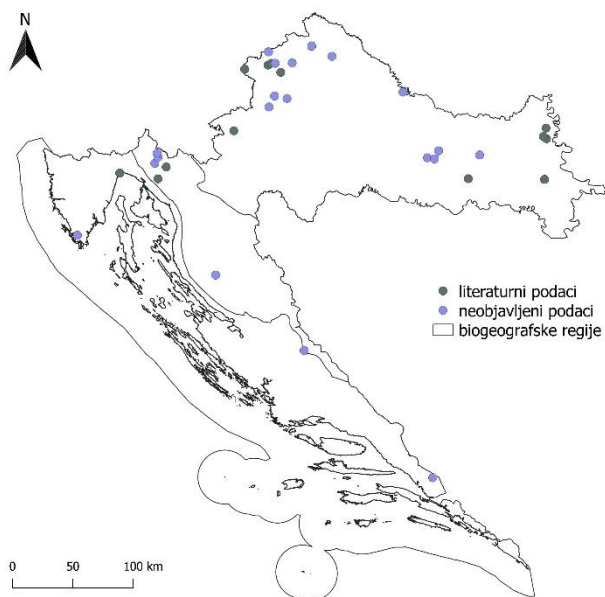 N
literaturni podaci
neobjavljeni podaci
biogeografske regije
0 50 100 km